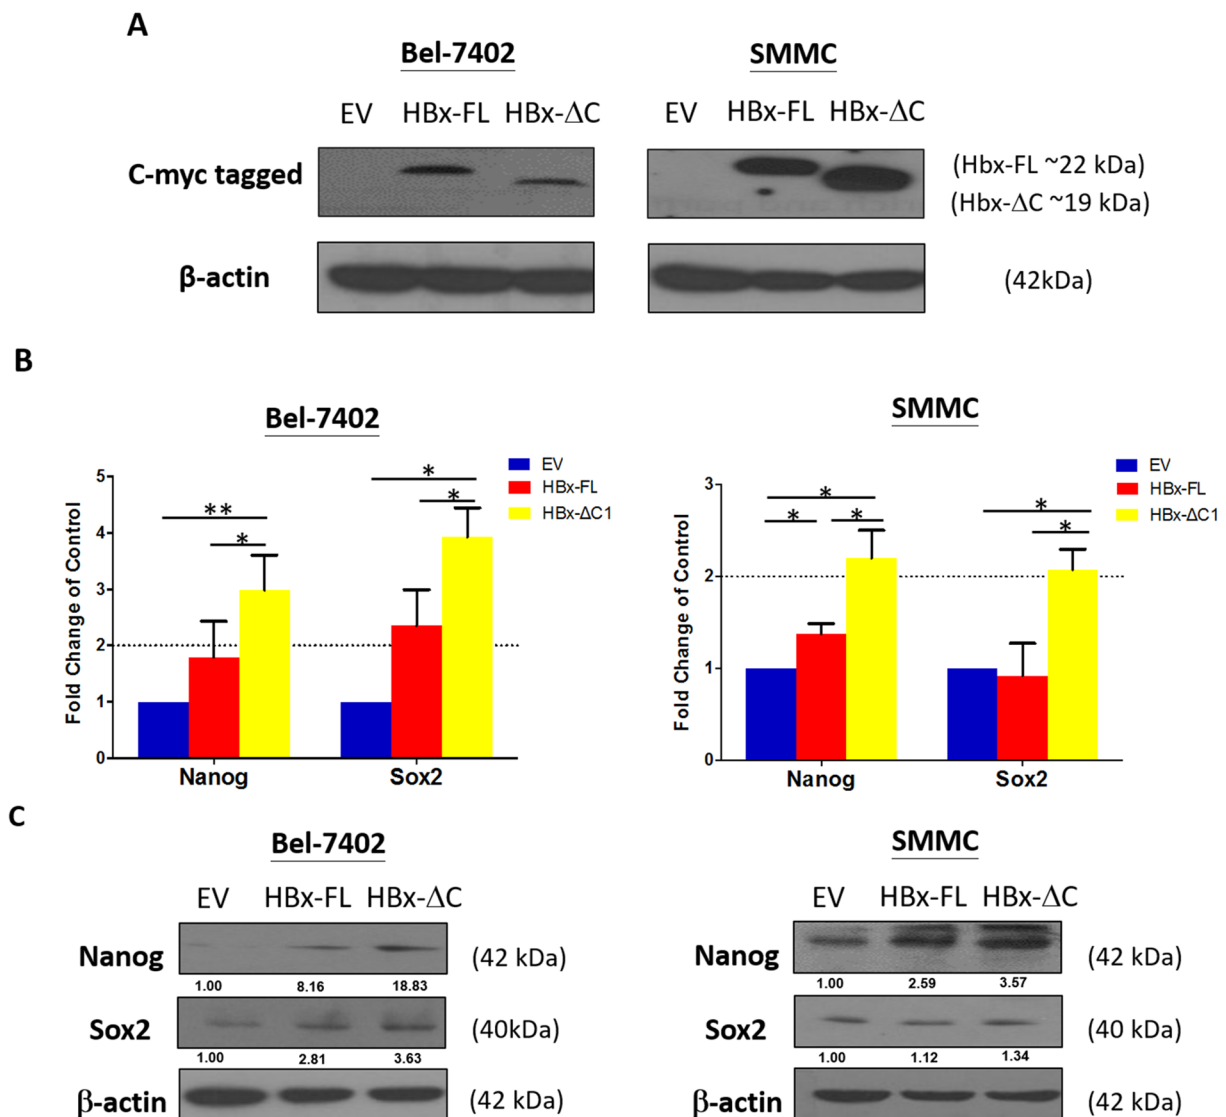 A
Bel-7402
SMMC
EV HBx-FL HBx-ΔC
EV HBx-FL HBx-ΔC
C-myc tagged
(Hbx-FL ~22 kDa)
(Hbx-ΔC ~19 kDa)
β-actin
(42kDa)
B
Bel-7402
EV
HBx-FL
HBx-ΔC1
5
4
3
2
1
0
Fold Change of Control
**
*
*
*
Nanog
Sox2
SMMC
EV
HBx-FL
HBx-ΔC1
3
2
1
0
Fold Change of Control
*
*
*
*
*
Nanog
Sox2
C
Bel-7402
EV HBx-FL HBx-ΔC
Nanog
(42 kDa)
1.00 8.16 18.83
Sox2
(40kDa)
1.00 2.81 3.63
β-actin
(42 kDa)
SMMC
EV HBx-FL HBx-ΔC
Nanog
(42 kDa)
1.00 2.59 3.57
Sox2
(40 kDa)
1.00 1.12 1.34
β-actin
(42 kDa)